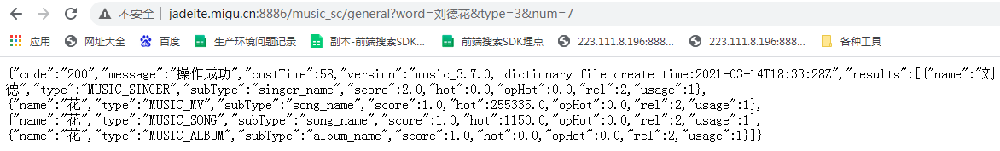 不安全 | jadeite.migu.cn:8886/music_sc/general?word=刘德花&type=3&num=7
应用 网址大全 百度 生产环境问题记录 副本-前端搜索SDK... 前端搜索SDK埋点 223.111.8.196:888... 223.111.8.196:888... 各种工具
{"code":"200","message":"操作成功","costTime":58,"version":"music_3.7.0, dictionary file create time:2021-03-14T18:33:28Z","results":[{"name":"刘
德","type":"MUSIC_SINGER","subType":"singer_name","score":2.0,"hot":0.0,"opHot":0.0,"rel":2,"usage":1},
{"name":"花","type":"MUSIC_MV","subType":"song_name","score":1.0,"hot":255335.0,"opHot":0.0,"rel":2,"usage":1},
{"name":"花","type":"MUSIC_SONG","subType":"song_name","score":1.0,"hot":1150.0,"opHot":0.0,"rel":2,"usage":1},
{"name":"花","type":"MUSIC_ALBUM","subType":"album_name","score":1.0,"hot":0.0,"opHot":0.0,"rel":2,"usage":1}]}